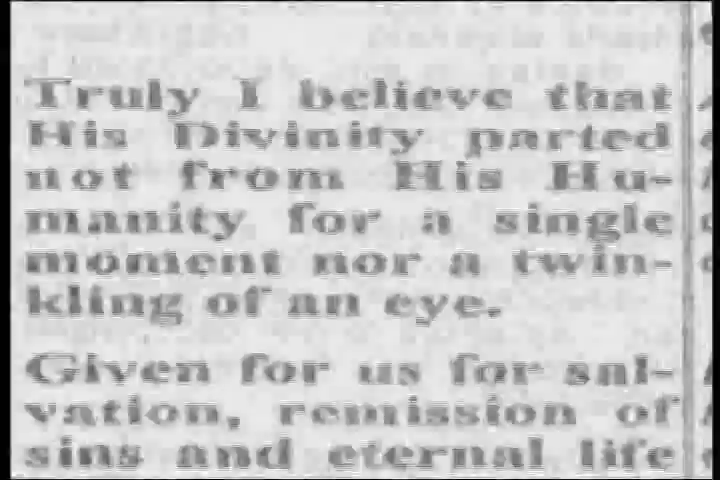 Truly I believe that
His Divinity parted
not from His Hu-
manity for a single
moment nor a twin-
kling of an eye.
Given for us for sal-
vation, remission of
sins and eternal life